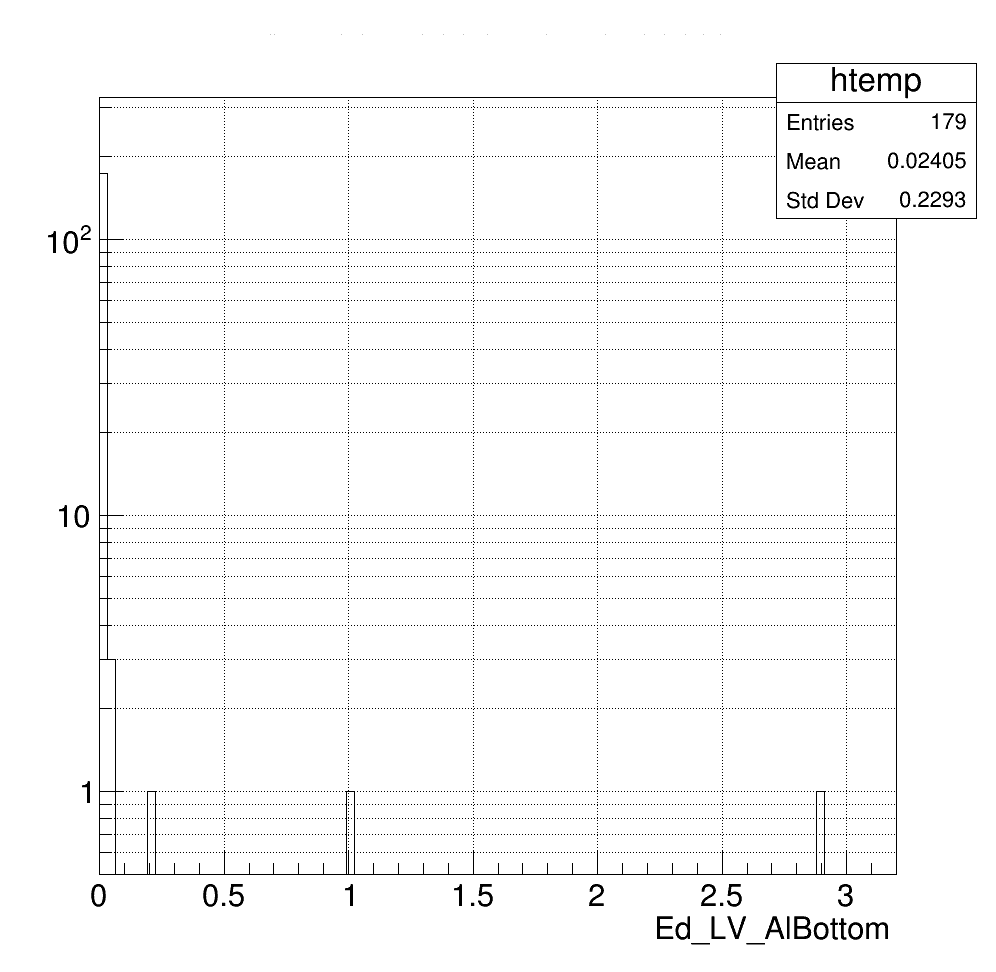 htemp
Entries 179
Mean 0.02405
Std Dev 0.2293
10²
10
1
0 0.5 1 1.5 2 2.5 3
Ed_LV_AlBottom